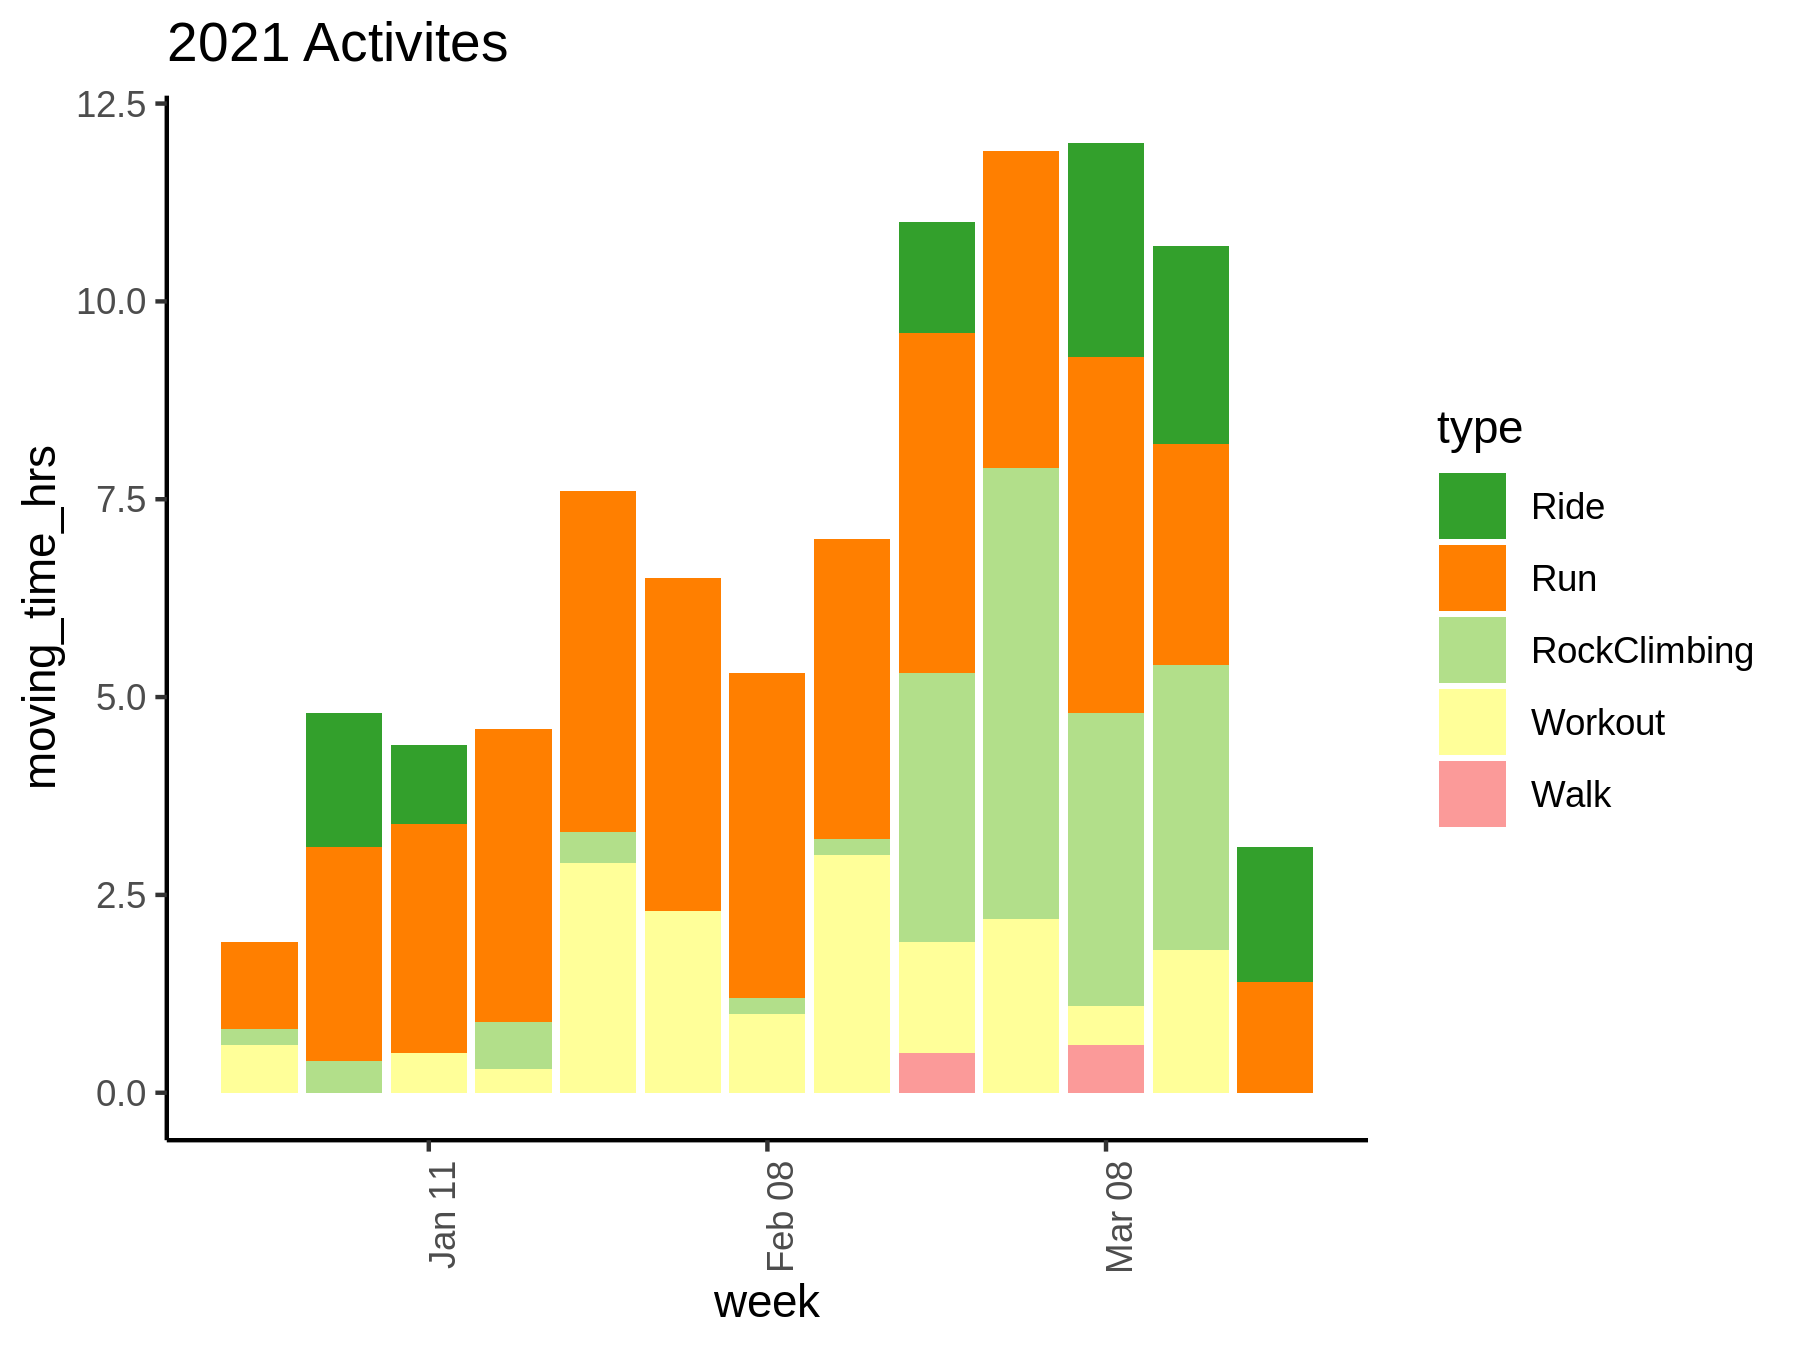 2021 Activites
12.5
10.0
7.5
5.0
2.5
0.0
moving_time_hrs
Jan 11
Feb 08
Mar 08
week
type
Ride
Run
RockClimbing
Workout
Walk